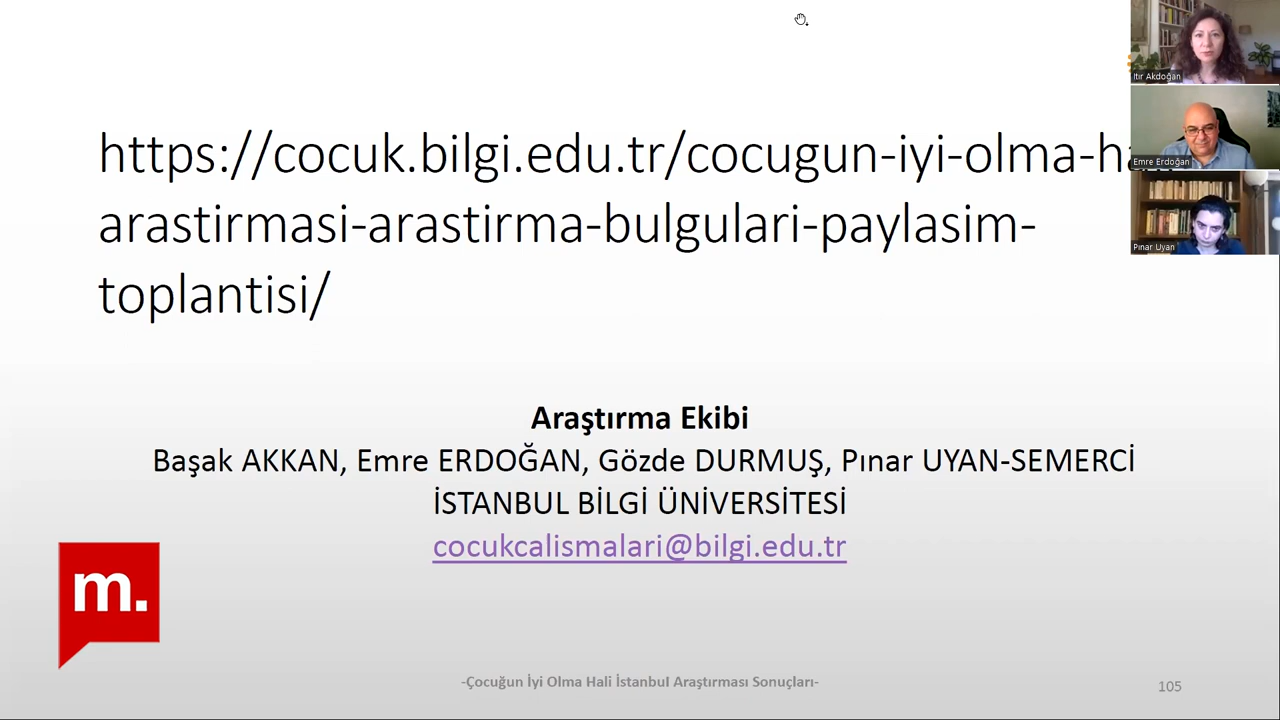 https://cocuk.bilgi.edu.tr/cocugun-iyi-olma-
arastirmasi-arastirma-bulgulari-paylasim-
toplantisi/
Itır Akdoğan
Emre Erdoğan
Pınar Uyan
Araştırma Ekibi
Başak AKKAN, Emre ERDOĞAN, Gözde DURMUŞ, Pınar UYAN-SEMERCİ
İSTANBUL BİLGİ ÜNİVERSİTESİ
cocukcalismalari@bilgi.edu.tr
m.
-Çocuğun İyi Olma Hali İstanbul Araştırması Sonuçları-
105